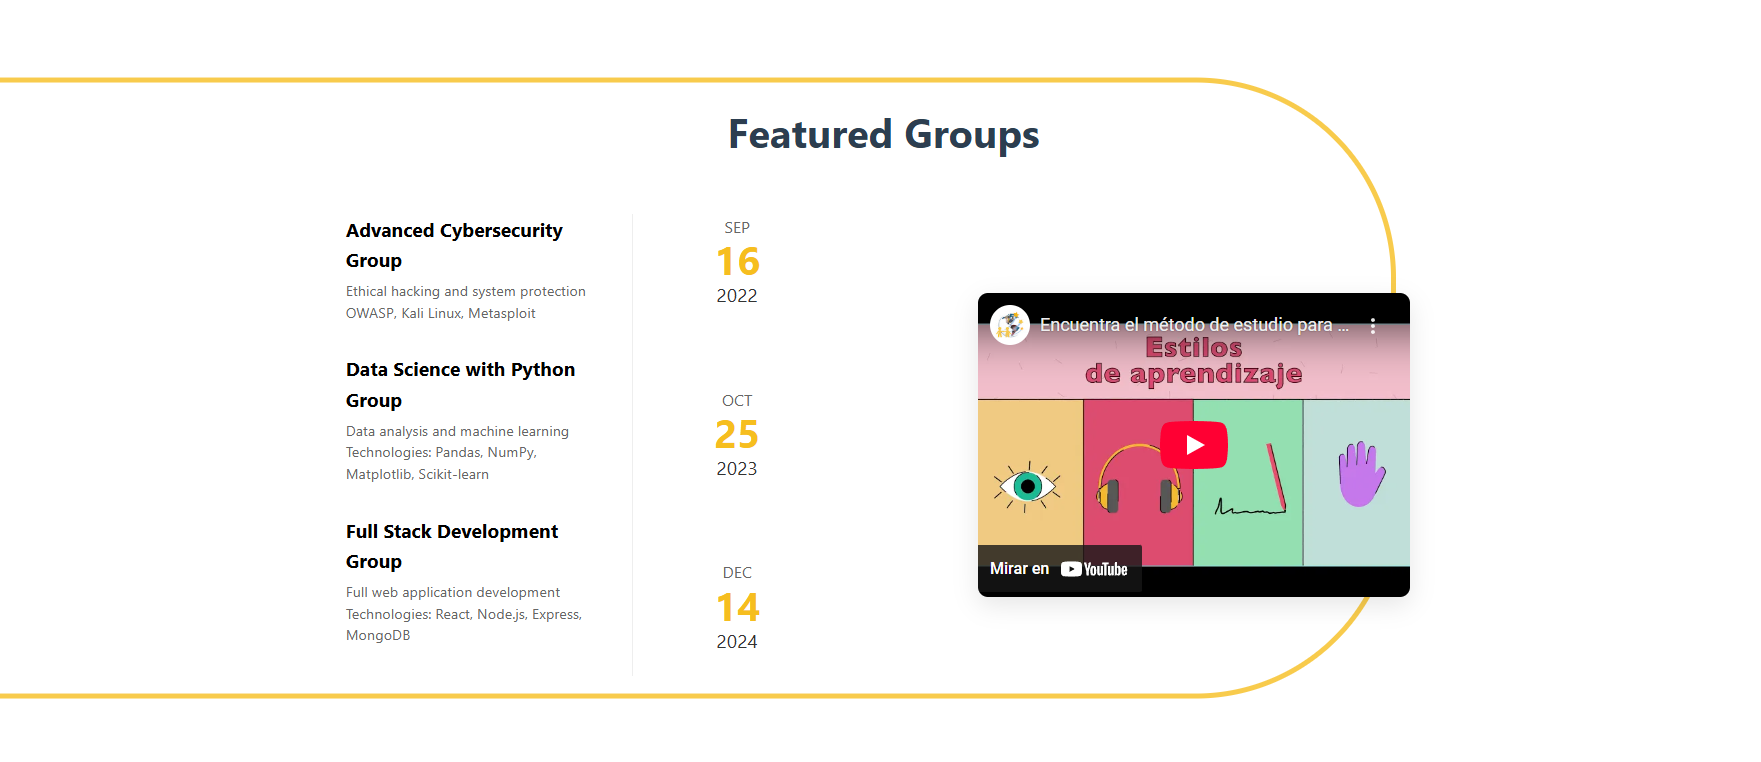 Featured Groups
Advanced Cybersecurity
Group
Ethical hacking and system protection
OWASP, Kali Linux, Metasploit
SEP
16
2022
Data Science with Python
Group
Data analysis and machine learning
Technologies: Pandas, NumPy,
Matplotlib, Scikit-learn
OCT
25
2023
Full Stack Development
Group
Full web application development
Technologies: React, Node.js, Express,
MongoDB
DEC
14
2024
Encuentra el método de estudio para ...
Estilos
de aprendizaje
Mirar en YouTube